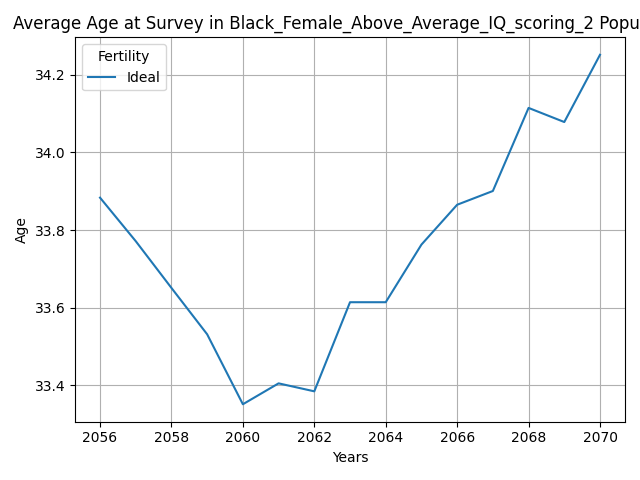 Average Age at Survey in Black_Female_Above_Average_IQ_scoring_2 Popu
Fertility
Ideal
34.2
34.0
33.8
33.6
33.4
Age
2056 2058 2060 2062 2064 2066 2068 2070
Years